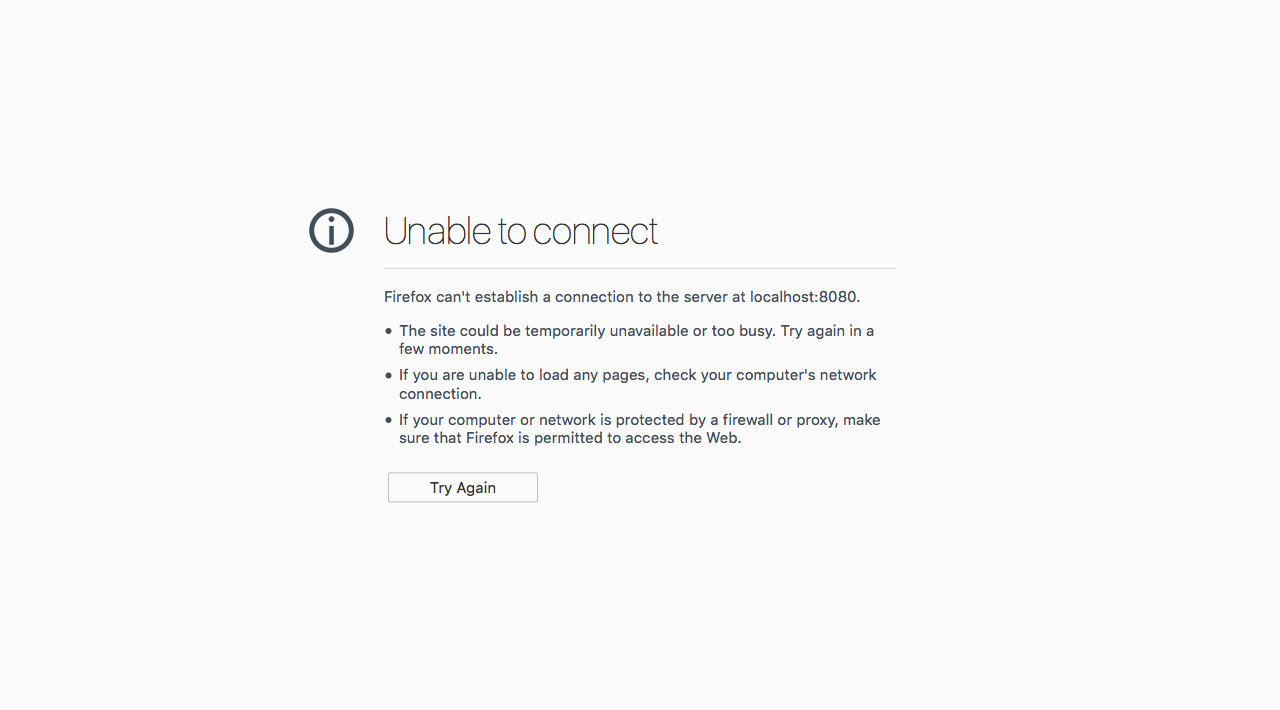 Unable to connect
Firefox can't establish a connection to the server at localhost:8080.
• The site could be temporarily unavailable or too busy. Try again in a
few moments.
• If you are unable to load any pages, check your computer's network
connection.
• If your computer or network is protected by a firewall or proxy, make
sure that Firefox is permitted to access the Web.
Try Again